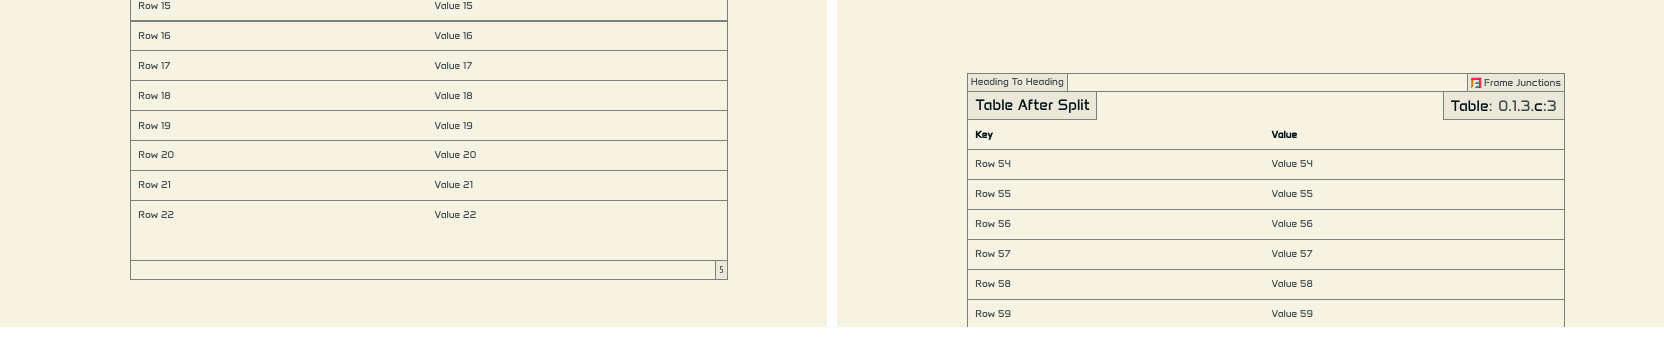 Row 15 Value 15
Row 16 Value 16
Row 17 Value 17
Row 18 Value 18
Row 19 Value 19
Row 20 Value 20
Row 21 Value 21
Row 22 Value 22
5
Heading To Heading Frame Junctions
Table After Split Table: 0.1.3.c:3
Key Value
Row 54 Value 54
Row 55 Value 55
Row 56 Value 56
Row 57 Value 57
Row 58 Value 58
Row 59 Value 59